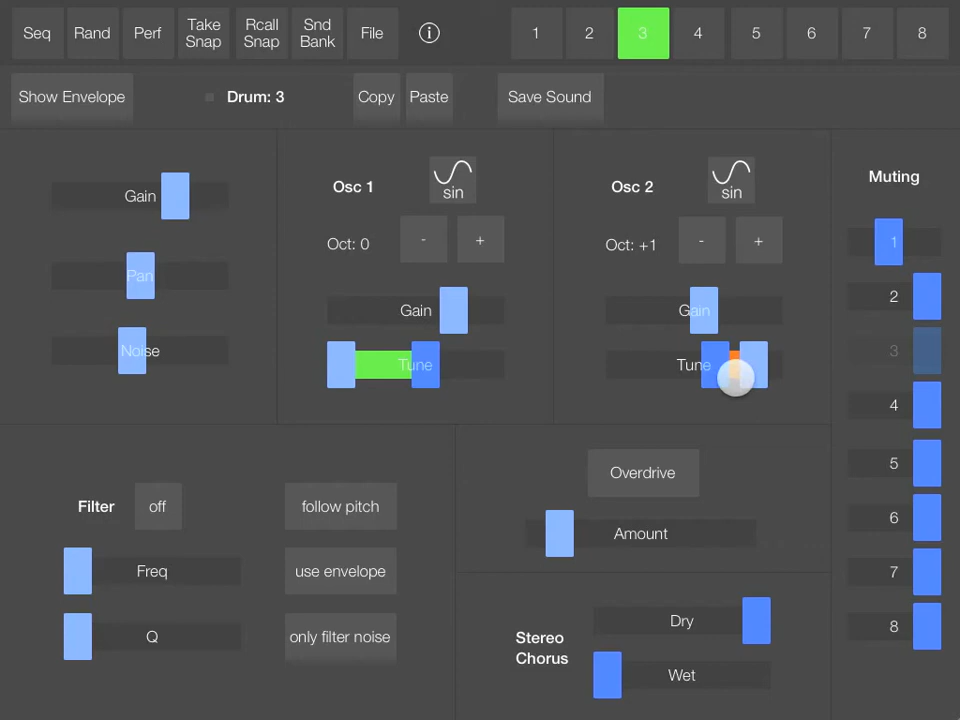 Seq
Rand
Perf
Take
Snap
Rcall
Snap
Snd
Bank
File
i
1
2
3
4
5
6
7
8
Show Envelope
Drum: 3
Copy
Paste
Save Sound
Gain
Pan
Noise
Osc 1
sin
Oct: 0
-
+
Gain
Tune
Osc 2
sin
Oct: +1
-
+
Gain
Tune
Muting
1
2
3
4
5
6
7
8
Filter
off
follow pitch
Freq
use envelope
Q
only filter noise
Overdrive
Amount
Stereo
Chorus
Dry
Wet